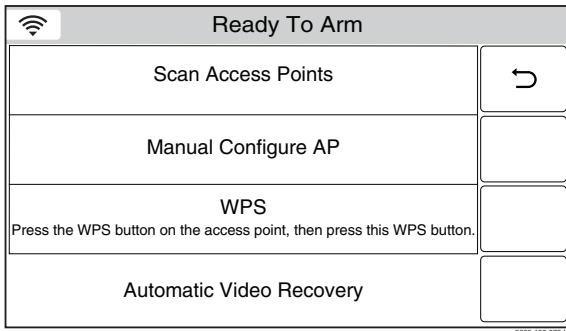 Ready To Arm
Scan Access Points
Manual Configure AP
WPS
Press the WPS button on the access point, then press this WPS button.
Automatic Video Recovery